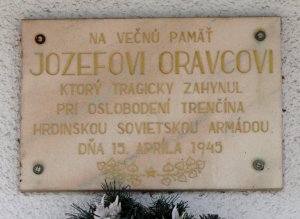 NA VEČNÚ PAMÄŤ
JOZEFOVI ORAVCOVI
KTORÝ TRAGICKY ZAHYNUL
PRI OSLOBODENÍ TRENČÍNA
HRDINSKOU SOVIETSKOU ARMÁDOU
DŇA 15. APRÍLA 1945